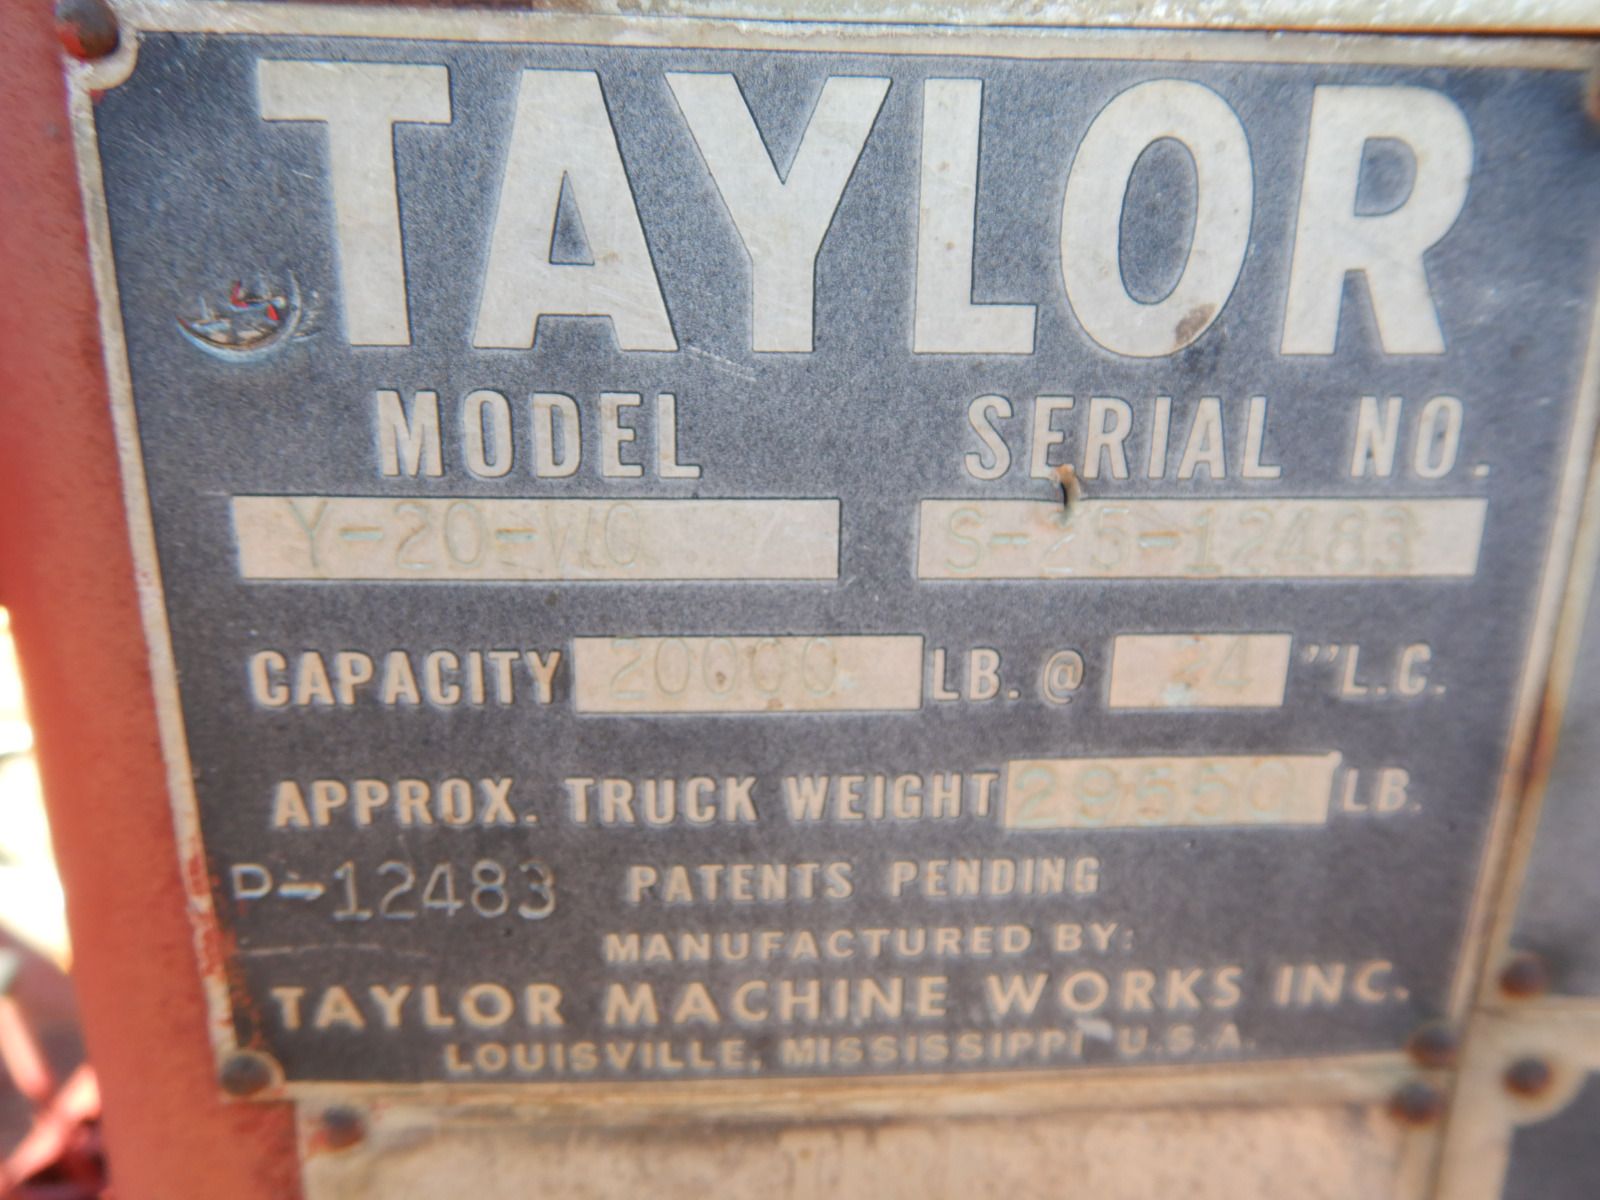 TAYLOR
MODEL SERIAL NO.
Y-20-WO S-25-12483
CAPACITY 20000 LB. @ 24 "L.C.
APPROX. TRUCK WEIGHT 29550 LB.
P-12483 PATENTS PENDING
MANUFACTURED BY:
TAYLOR MACHINE WORKS INC.
LOUISVILLE, MISSISSIPPI U.S.A.